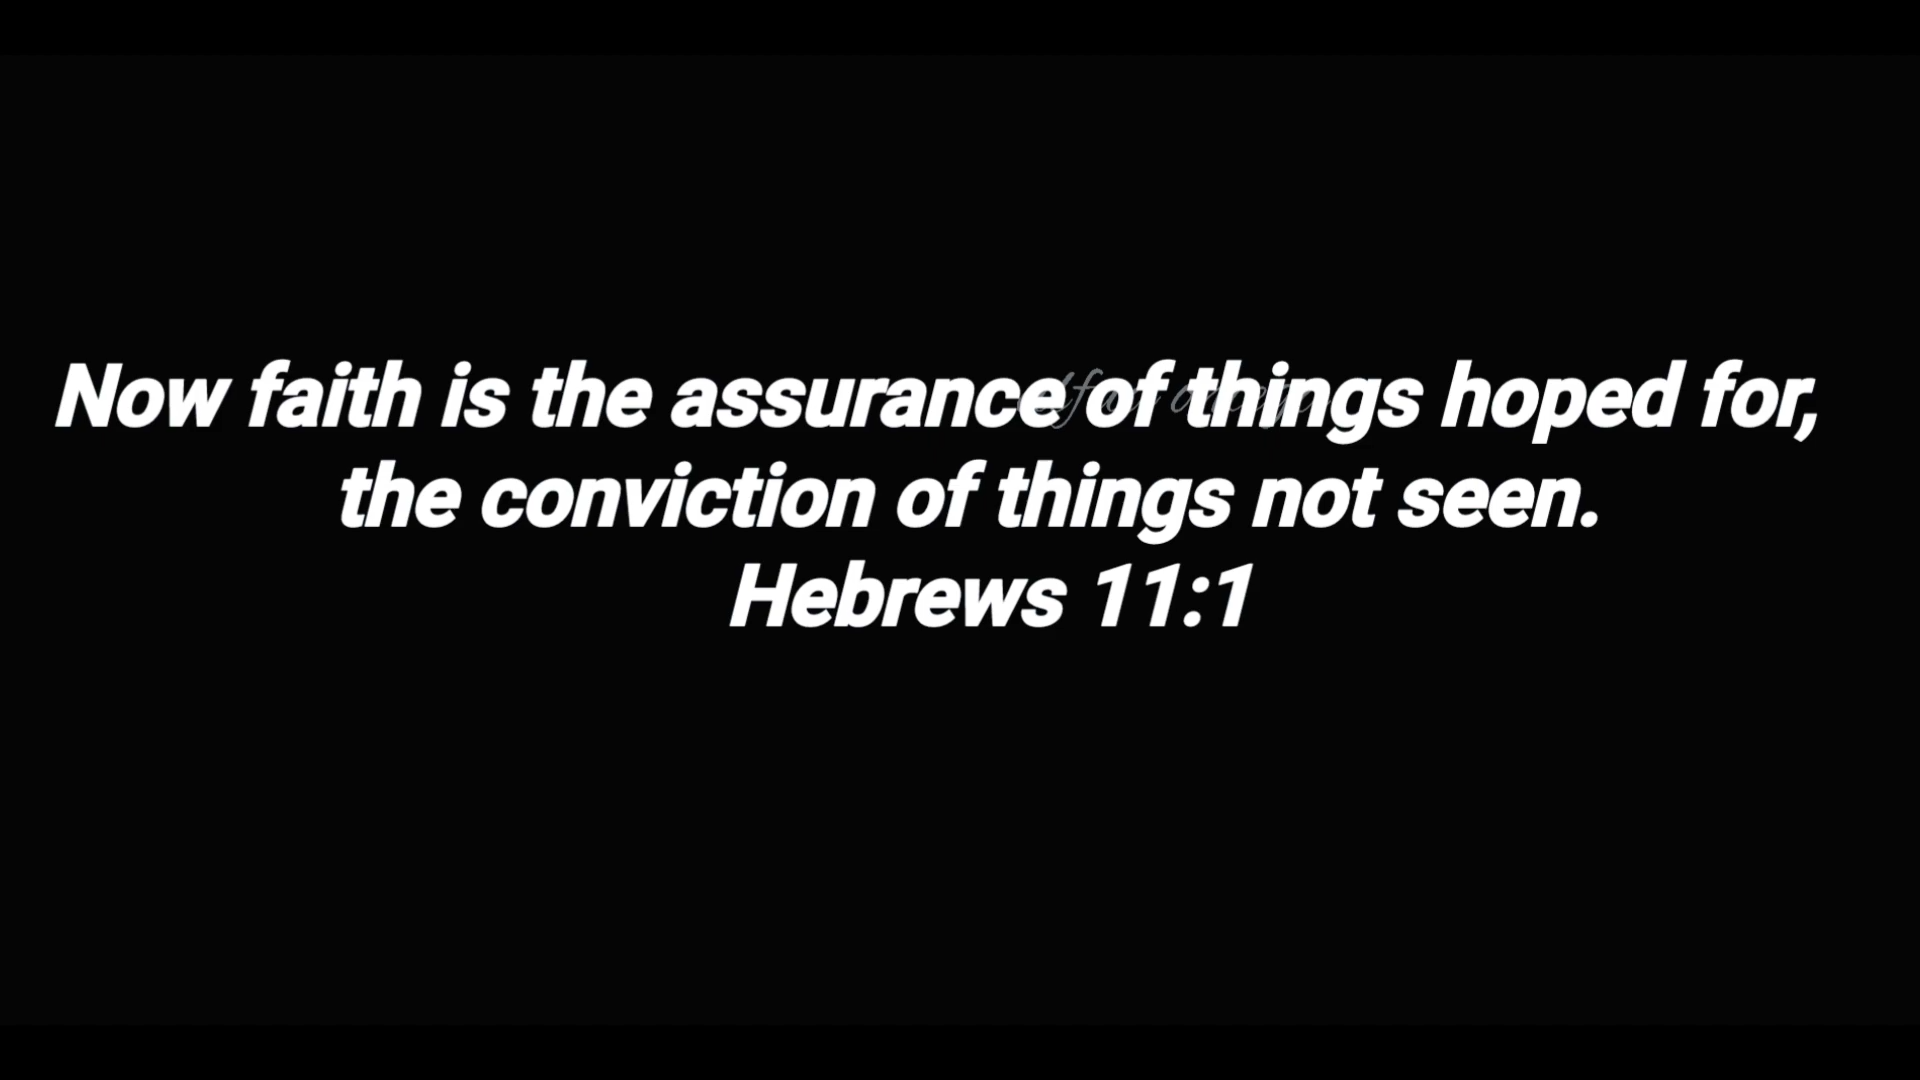 Now faith is the assurance of things hoped for,
the conviction of things not seen.
Hebrews 11:1